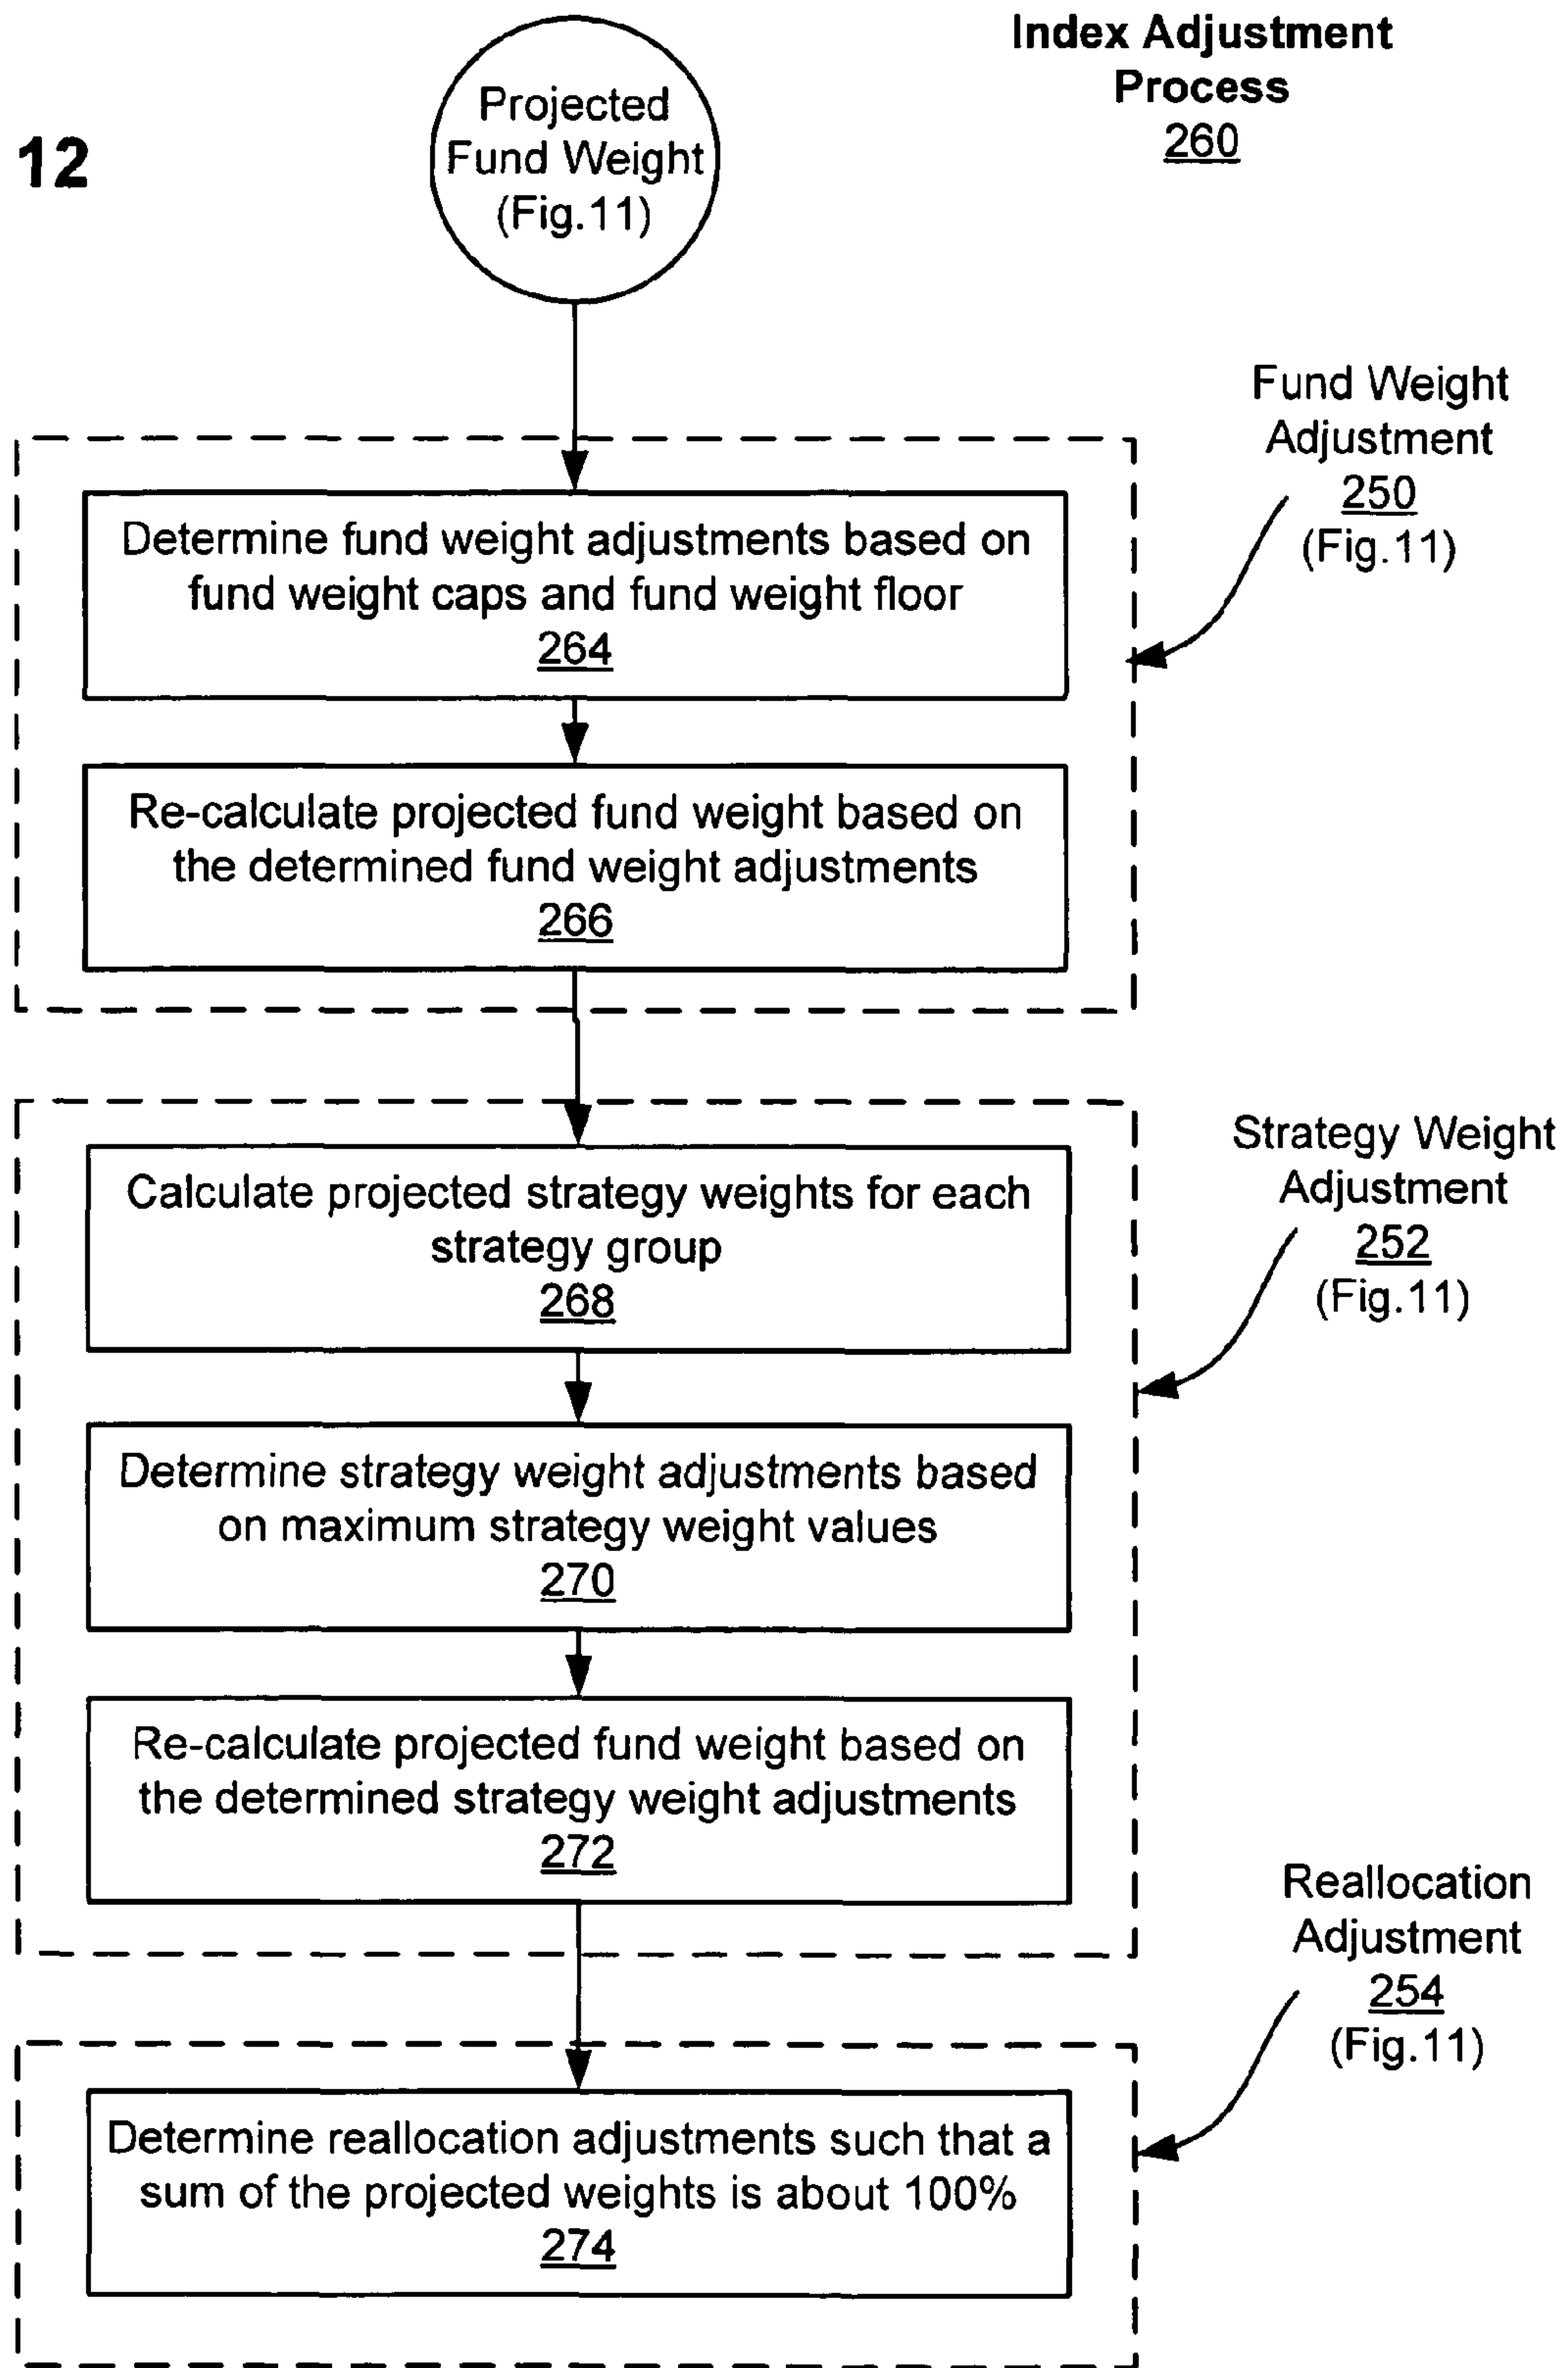 Index Adjustment
Process
260
12
Projected
Fund Weight
(Fig.11)
Fund Weight
Adjustment
250
(Fig.11)
Determine fund weight adjustments based on
fund weight caps and fund weight floor
264
Re-calculate projected fund weight based on
the determined fund weight adjustments
266
Strategy Weight
Adjustment
252
(Fig.11)
Calculate projected strategy weights for each
strategy group
268
Determine strategy weight adjustments based
on maximum strategy weight values
270
Re-calculate projected fund weight based on
the determined strategy weight adjustments
272
Reallocation
Adjustment
254
(Fig.11)
Determine reallocation adjustments such that a
sum of the projected weights is about 100%
274